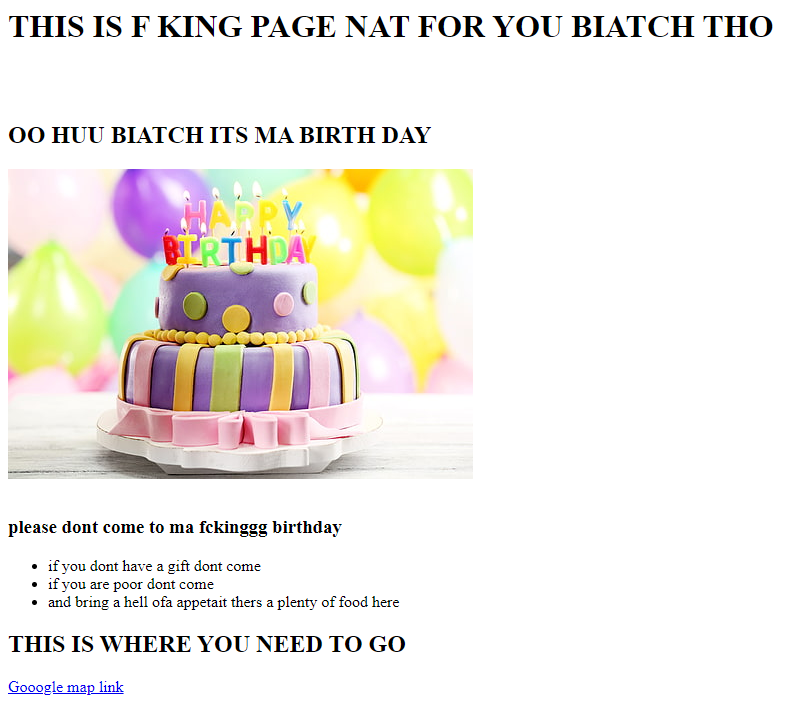 THIS IS F KING PAGE NAT FOR YOU BIATCH THO
OO HUU BIATCH ITS MA BIRTH DAY
HAPPY
BIRTHDAY
please dont come to ma fckinggg birthday
if you dont have a gift dont come
if you are poor dont come
and bring a hell ofa appetait thers a plenty of food here
THIS IS WHERE YOU NEED TO GO
Gooogle map link